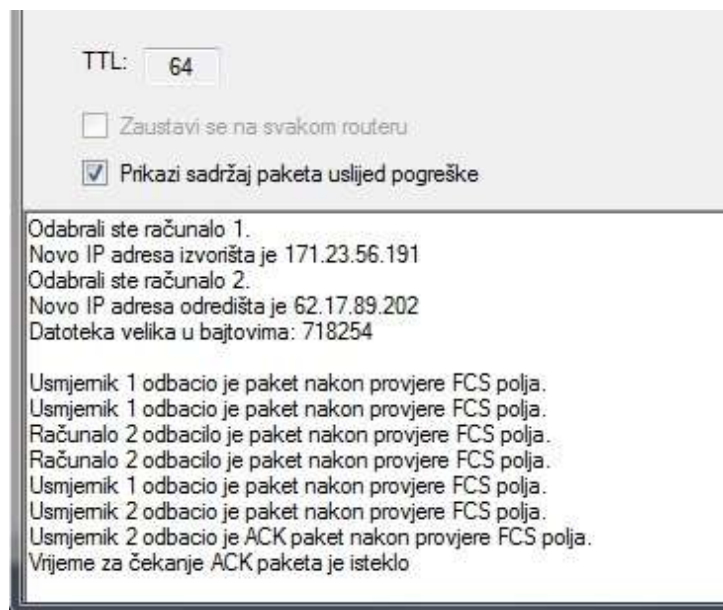 TTL: 64
Zaustavi se na svakom routeru
Prikazi sadržaj paketa uslijed pogreške
Odabrali ste računalo 1.
Novo IP adresa izvorišta je 171.23.56.191
Odabrali ste računalo 2.
Novo IP adresa odredišta je 62.17.89.202
Datoteka velika u bajtovima: 718254
Usmjernik 1 odbacio je paket nakon provjere FCS polja.
Usmjernik 1 odbacio je paket nakon provjere FCS polja.
Računalo 2 odbacilo je paket nakon provjere FCS polja.
Računalo 2 odbacilo je paket nakon provjere FCS polja.
Usmjernik 1 odbacio je paket nakon provjere FCS polja.
Usmjernik 2 odbacio je paket nakon provjere FCS polja.
Usmjernik 2 odbacio je ACK paket nakon provjere FCS polja.
Vrijeme za čekanje ACK paketa je isteklo